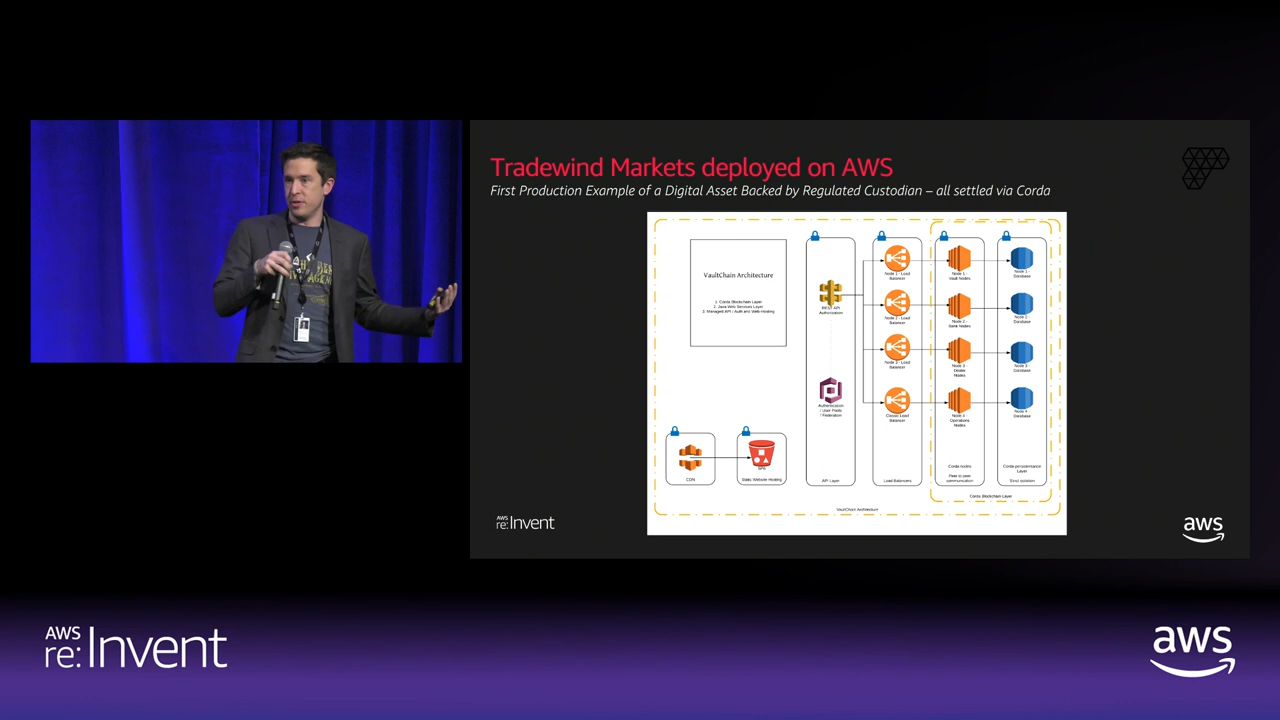 Tradewind Markets deployed on AWS
First Production Example of a Digital Asset Backed by Regulated Custodian – all settled via Corda
VaultChain Architecture
1. Corda Blockchain Layer
2. Java Web Services Layer
3. Managed API / Auth and Web-Hosting
REST API
Authorization
Authentication
/ User Pools
/ Federation
API Layer
Node 1 - Load
Balancer
Node 2 - Load
Balancer
Node 3 - Load
Balancer
Classic Load
Balancer
Load Balancers
Node 1 -
Vault Nodes
Node 2 -
Bank Nodes
Node 3 -
Dealer
Nodes
Node 4 -
Operations
Nodes
Corda nodes
Peer to peer
communication
Node 1 -
Database
Node 2
Database
Node 3 -
Database
Node 4 -
Database
Corda persistence
Layer
Strict isolation
CDN
SPA
Static Website Hosting
Corda Blockchain Layer
VaultChain Architecture
AWS
re:Invent
aws
AWS
re:Invent
aws